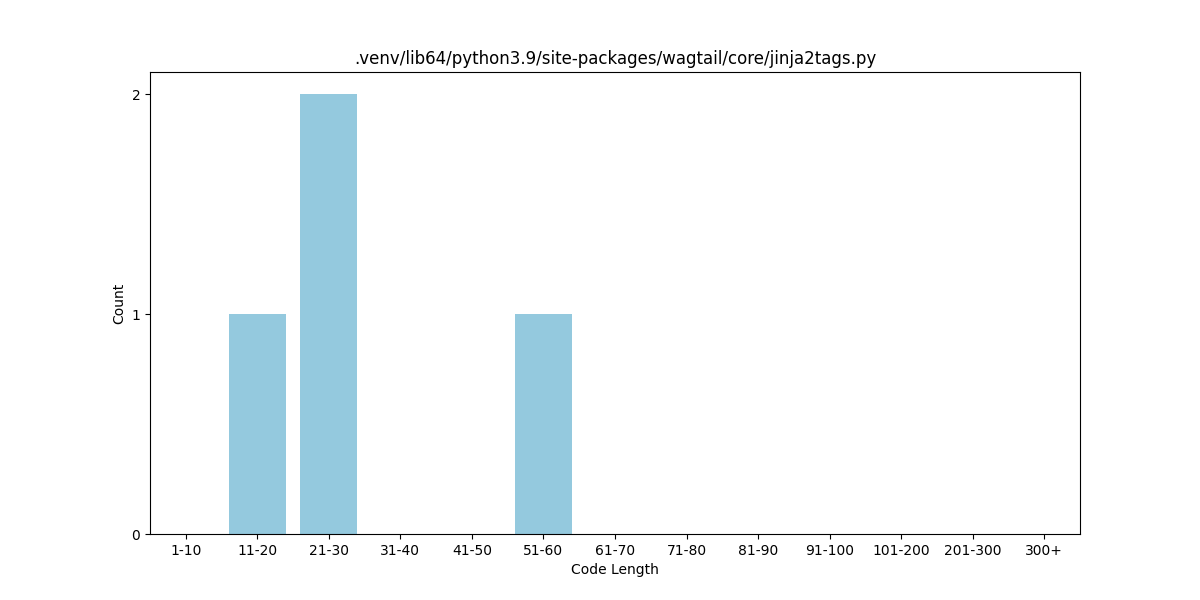 .venv/lib64/python3.9/site-packages/wagtail/core/jinja2tags.py
2
1
0
Count
1-10 11-20 21-30 31-40 41-50 51-60 61-70 71-80 81-90 91-100 101-200 201-300 300+
Code Length